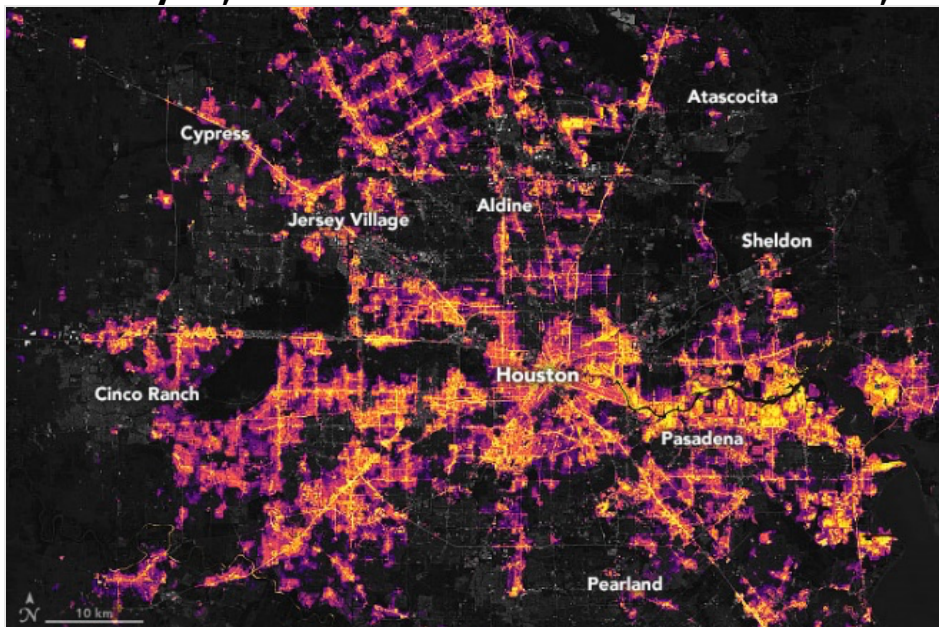 Atascocita
Cypress
Aldine
Jersey Village
Sheldon
Houston
Cinco Ranch
Pasadena
Pearland
N
10 km